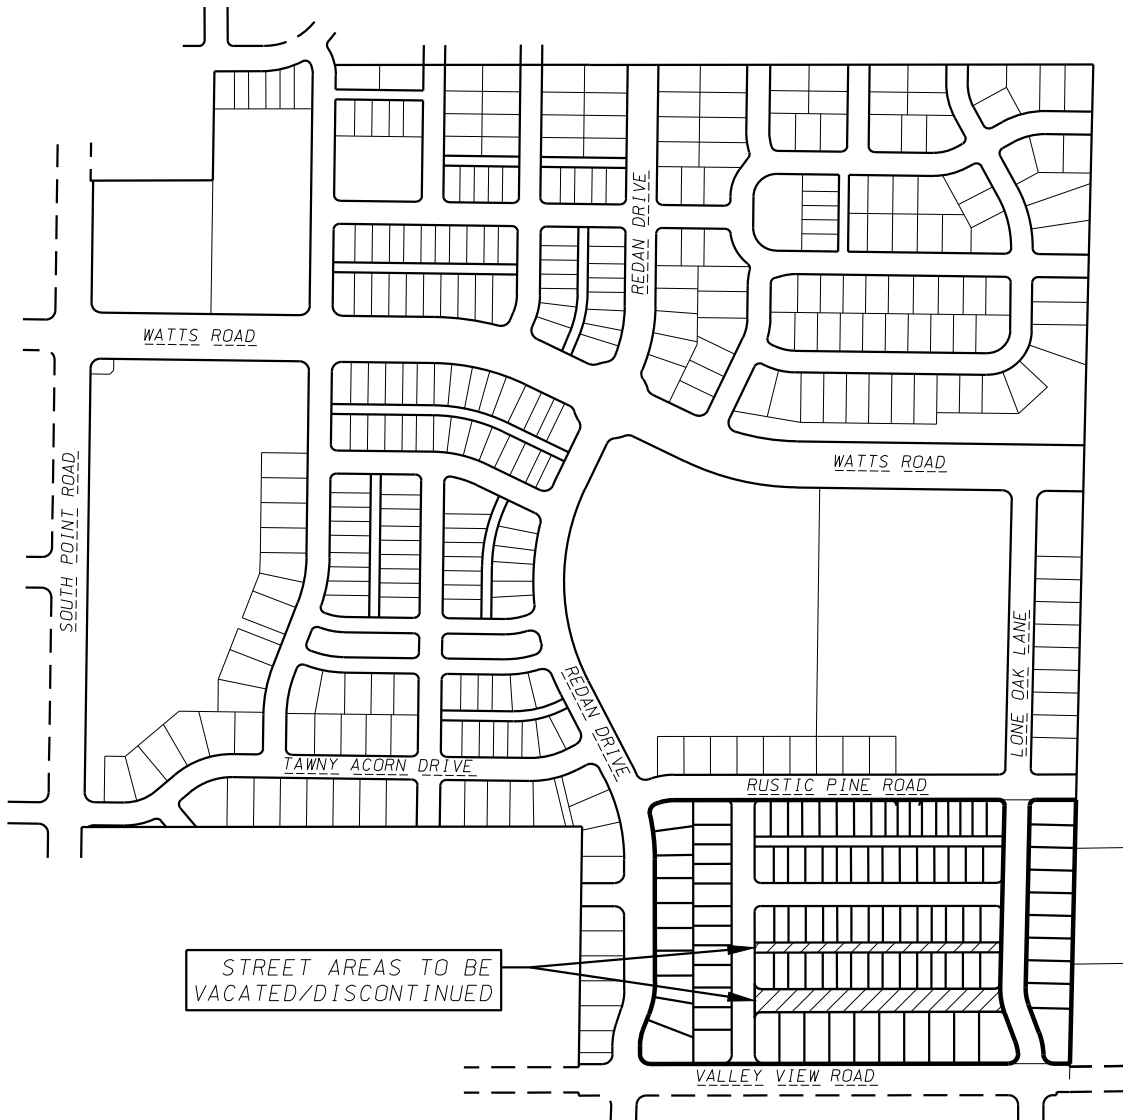 REDAN DRIVE
WATTS ROAD
WATTS ROAD
SOUTH POINT ROAD
LONE OAK LANE
REDAN DRIVE
TAWNY ACORN DRIVE
RUSTIC PINE ROAD
STREET AREAS TO BE
VACATED/DISCONTINUED
VALLEY VIEW ROAD